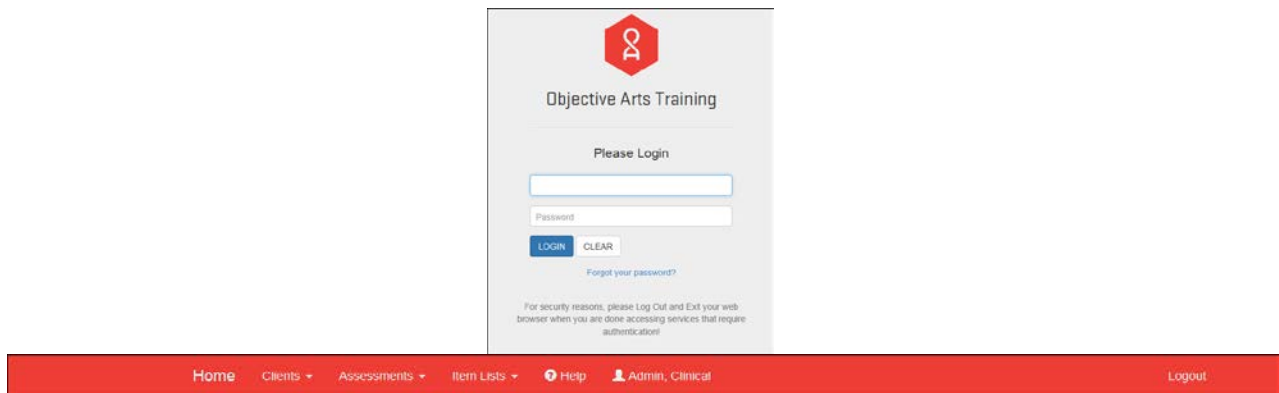 Objective Arts Training
Please Login
Password
LOGIN CLEAR
Forgot your password?
For security reasons, please Log Out and Exit your web
browser when you are done accessing services that require
authentication!
Home Clients Assessments Item Lists Help Admin, Clinical Logout